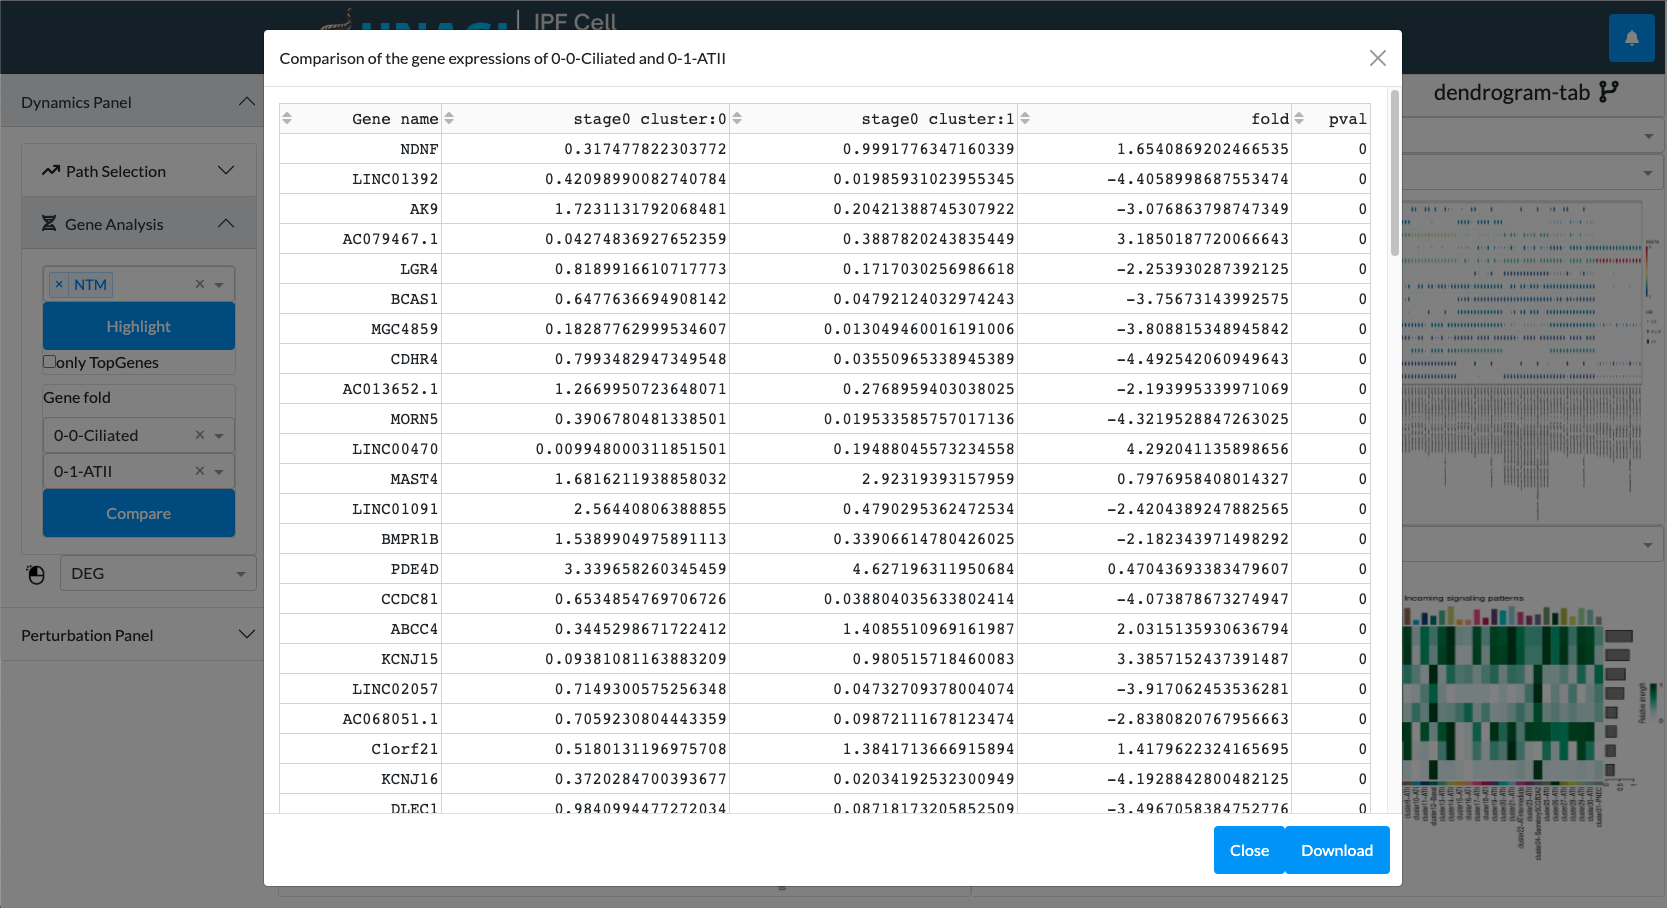 UNAGI IPF Cell
Comparison of the gene expressions of 0-0-Ciliated and 0-1-ATII
Dynamics Panel
dendrogram-tab
Path Selection
Gene Analysis
× NTM ×
Highlight
only TopGenes
Gene fold
0-0-Ciliated ×
0-1-ATII ×
Compare
DEG
Perturbation Panel
Gene name stage0 cluster:0 stage0 cluster:1 fold pval
NDNF 0.317477822303772 0.9991776347160339 1.6540869202466535 0
LINC01392 0.42098990082740784 0.01985931023955345 -4.4058998687553474 0
AK9 1.7231131792068481 0.20421388745307922 -3.076863798747349 0
AC079467.1 0.04274836927652359 0.3887820243835449 3.1850187720066643 0
LGR4 0.8189916610717773 0.1717030256986618 -2.253930287392125 0
BCAS1 0.6477636694908142 0.04792124032974243 -3.75673143992575 0
MGC4859 0.18287762999534607 0.013049460016191006 -3.808815348945842 0
CDHR4 0.7993482947349548 0.03550965338945389 -4.492542060949643 0
AC013652.1 1.2669950723648071 0.2768959403038025 -2.193995339971069 0
MORN5 0.3906780481338501 0.019533585757017136 -4.3219528847263025 0
LINC00470 0.0099480003118515​01 0.19488045573234558 4.292041135898656 0
MAST4 1.6816211938858032 2.92319393157959 0.7976958408014327 0
LINC01091 2.56440806388855 0.4790295362472534 -2.4204389247882565 0
BMPR1B 1.5389904975891113 0.33906614780426025 -2.182343971498292 0
PDE4D 3.339658260345459 4.627196311950684 0.47043693383479607 0
CCDC81 0.6534854769706726 0.038804035633802414 -4.073878673274947 0
ABCC4 0.3445298671722412 1.4085510969161987 2.0315135930636794 0
KCNJ15 0.09381081163883209 0.980515718460083 3.3857152437391487 0
LINC02057 0.7149300575256348 0.04732709378004074 -3.917062453536281 0
AC068051.1 0.7059230804443359 0.09872111678123474 -2.8380820767956663 0
C1orf21 0.5180131196975708 1.3841713666915894 1.4179622324165695 0
KCNJ16 0.3720284700393677 0.02034192532300949 -4.1928842800482125 0
DLEC1 0.9840994477272034 0.08718173205852509 -3.4967058384752776 0
Incoming signaling patterns
Relative strength
Close Download